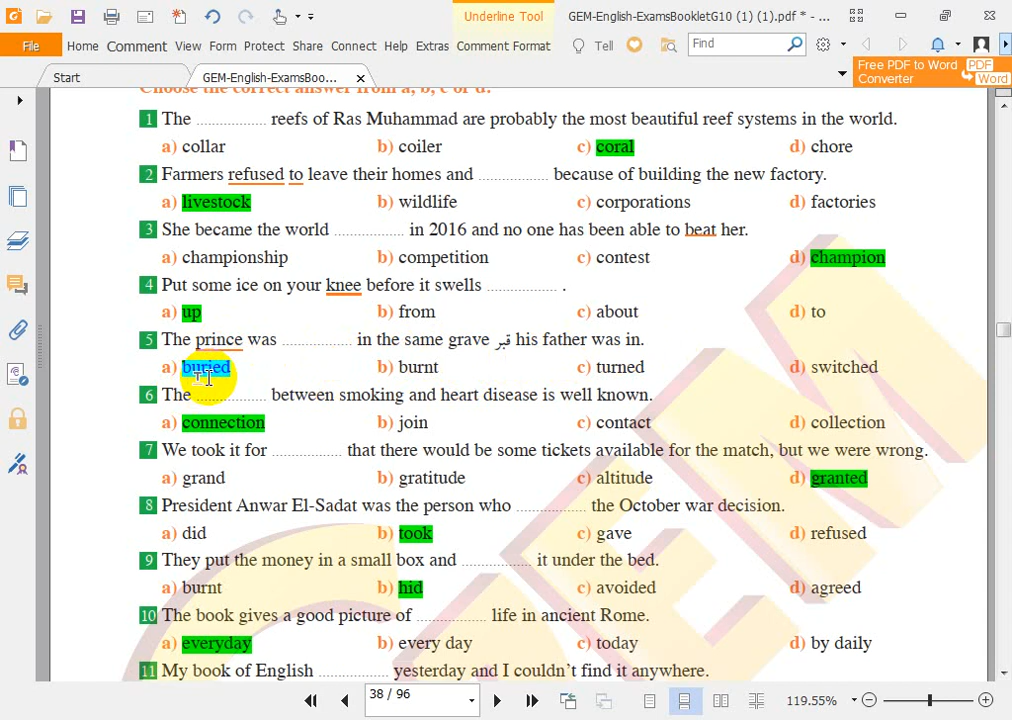 Underline Tool
GEM-English-ExamsBookletG10 (1) (1).pdf * - ...
File Home Comment View Form Protect Share Connect Help Extras Comment Format Tell Find
Start GEM-English-ExamsBoo...
Free PDF to Word Converter PDF Word
Choose the correct answer from a, b, c or d:
1 The .................. reefs of Ras Muhammad are probably the most beautiful reef systems in the world.
a) collar b) coiler c) coral d) chore
2 Farmers refused to leave their homes and .................. because of building the new factory.
a) livestock b) wildlife c) corporations d) factories
3 She became the world .................. in 2016 and no one has been able to beat her.
a) championship b) competition c) contest d) champion
4 Put some ice on your knee before it swells .................. .
a) up b) from c) about d) to
5 The prince was .................. in the same grave قبر his father was in.
a) buried b) burnt c) turned d) switched
6 The .................. between smoking and heart disease is well known.
a) connection b) join c) contact d) collection
7 We took it for .................. that there would be some tickets available for the match, but we were wrong.
a) grand b) gratitude c) altitude d) granted
8 President Anwar El-Sadat was the person who .................. the October war decision.
a) did b) took c) gave d) refused
9 They put the money in a small box and .................. it under the bed.
a) burnt b) hid c) avoided d) agreed
10 The book gives a good picture of .................. life in ancient Rome.
a) everyday b) every day c) today d) by daily
11 My book of English .................. yesterday and I couldn't find it anywhere.
38 / 96 119.55%